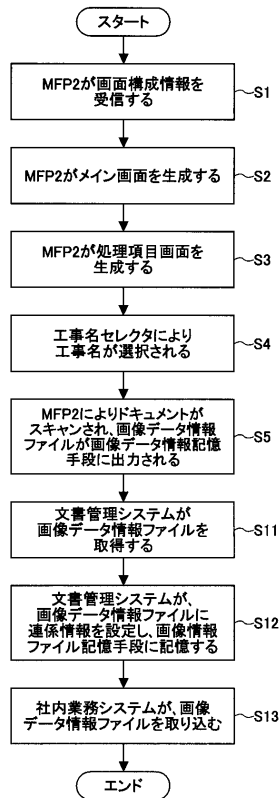 スタート
MFP2が画面構成情報を
受信する
S1
MFP2がメイン画面を生成する
S2
MFP2が処理項目画面を
生成する
S3
工事名セレクタにより
工事名が選択される
S4
MFP2によりドキュメントが
スキャンされ、画像データ情報
ファイルが画像データ情報記憶
手段に出力される
S5
文書管理システムが
画像データ情報ファイルを
取得する
S11
文書管理システムが、
画像データ情報ファイルに
連係情報を設定し、画像情報
ファイル記憶手段に記憶する
S12
社内業務システムが、画像
データ情報ファイルを取り込む
S13
エンド